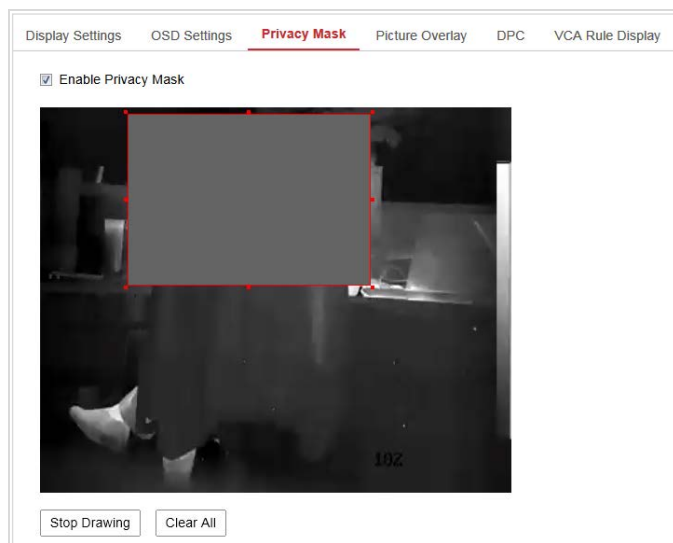 Display Settings OSD Settings Privacy Mask Picture Overlay DPC VCA Rule Display
Enable Privacy Mask
Stop Drawing Clear All